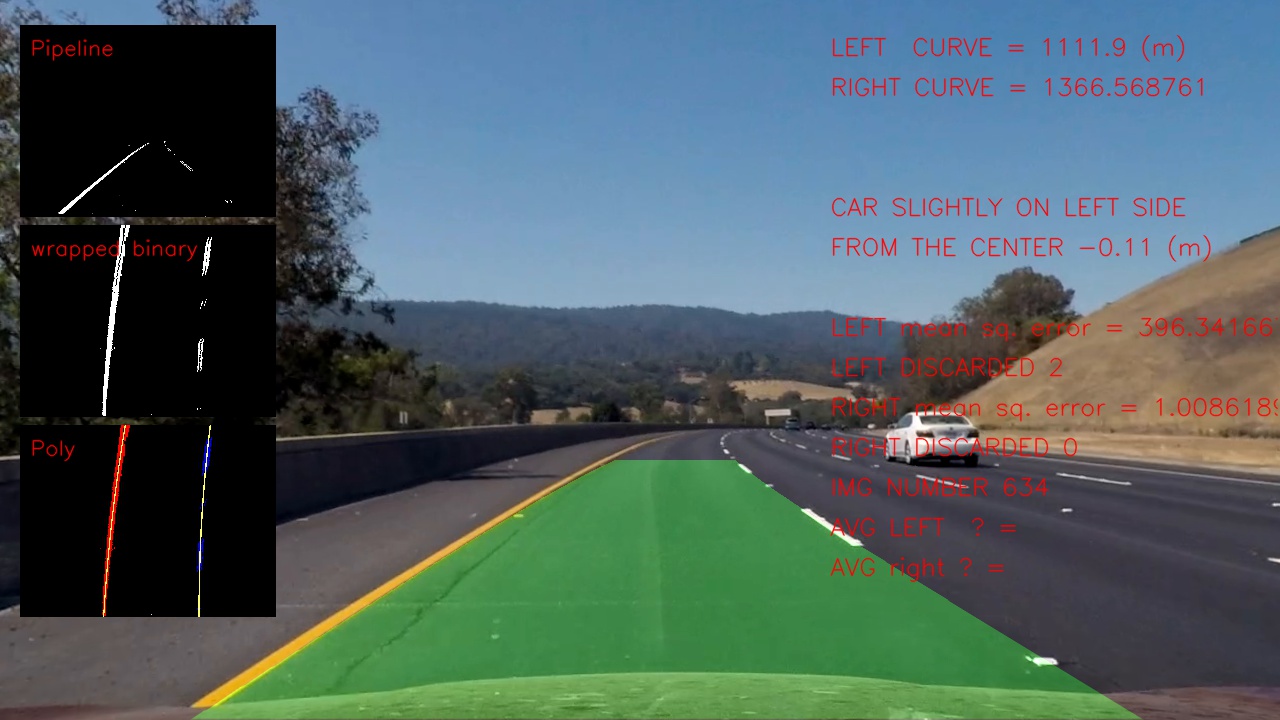 Pipeline
wrapped binary
Poly
LEFT CURVE = 1111.9 (m)
RIGHT CURVE = 1366.568761
CAR SLIGHTLY ON LEFT SIDE
FROM THE CENTER -0.11 (m)
LEFT mean sq. error = 396.34166
LEFT DISCARDED 2
RIGHT mean sq. error = 1.0086189
RIGHT DISCARDED 0
IMG NUMBER 634
AVG LEFT ? =
AVG right ? =